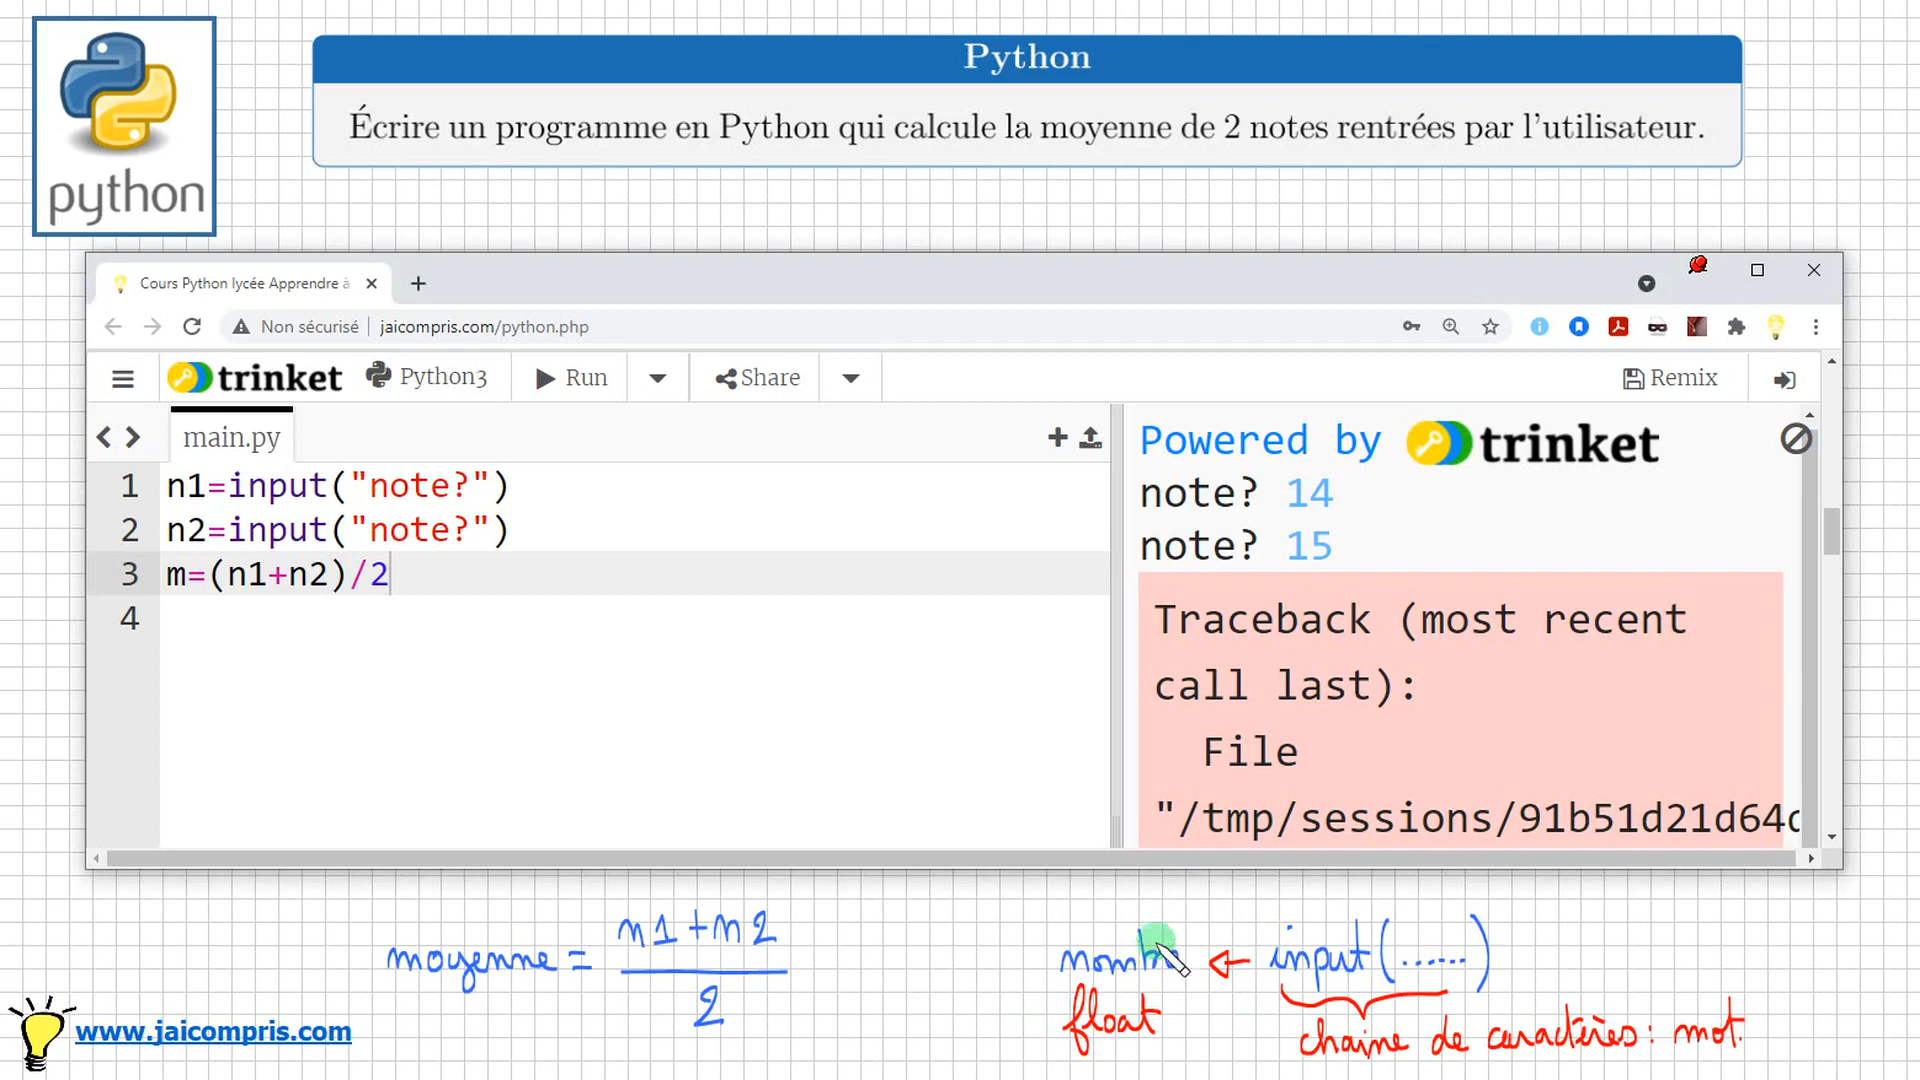 Python
python
Écrire un programme en Python qui calcule la moyenne de 2 notes rentrées par l'utilisateur.
Cours Python lycée Apprendre à
Non sécurisé
jaicompris.com/python.php
trinket
Python3
Run
Share
Remix
main.py
1 n1=input("note?")
2 n2=input("note?")
3 m=(n1+n2)/2
4
Powered by trinket
note? 14
note? 15
Traceback (most recent
call last):
File
"/tmp/sessions/91b51d21d64c
moyenne = n1+n2
2
← input(......)
float
chaine de caractères : mot.
www.jaicompris.com